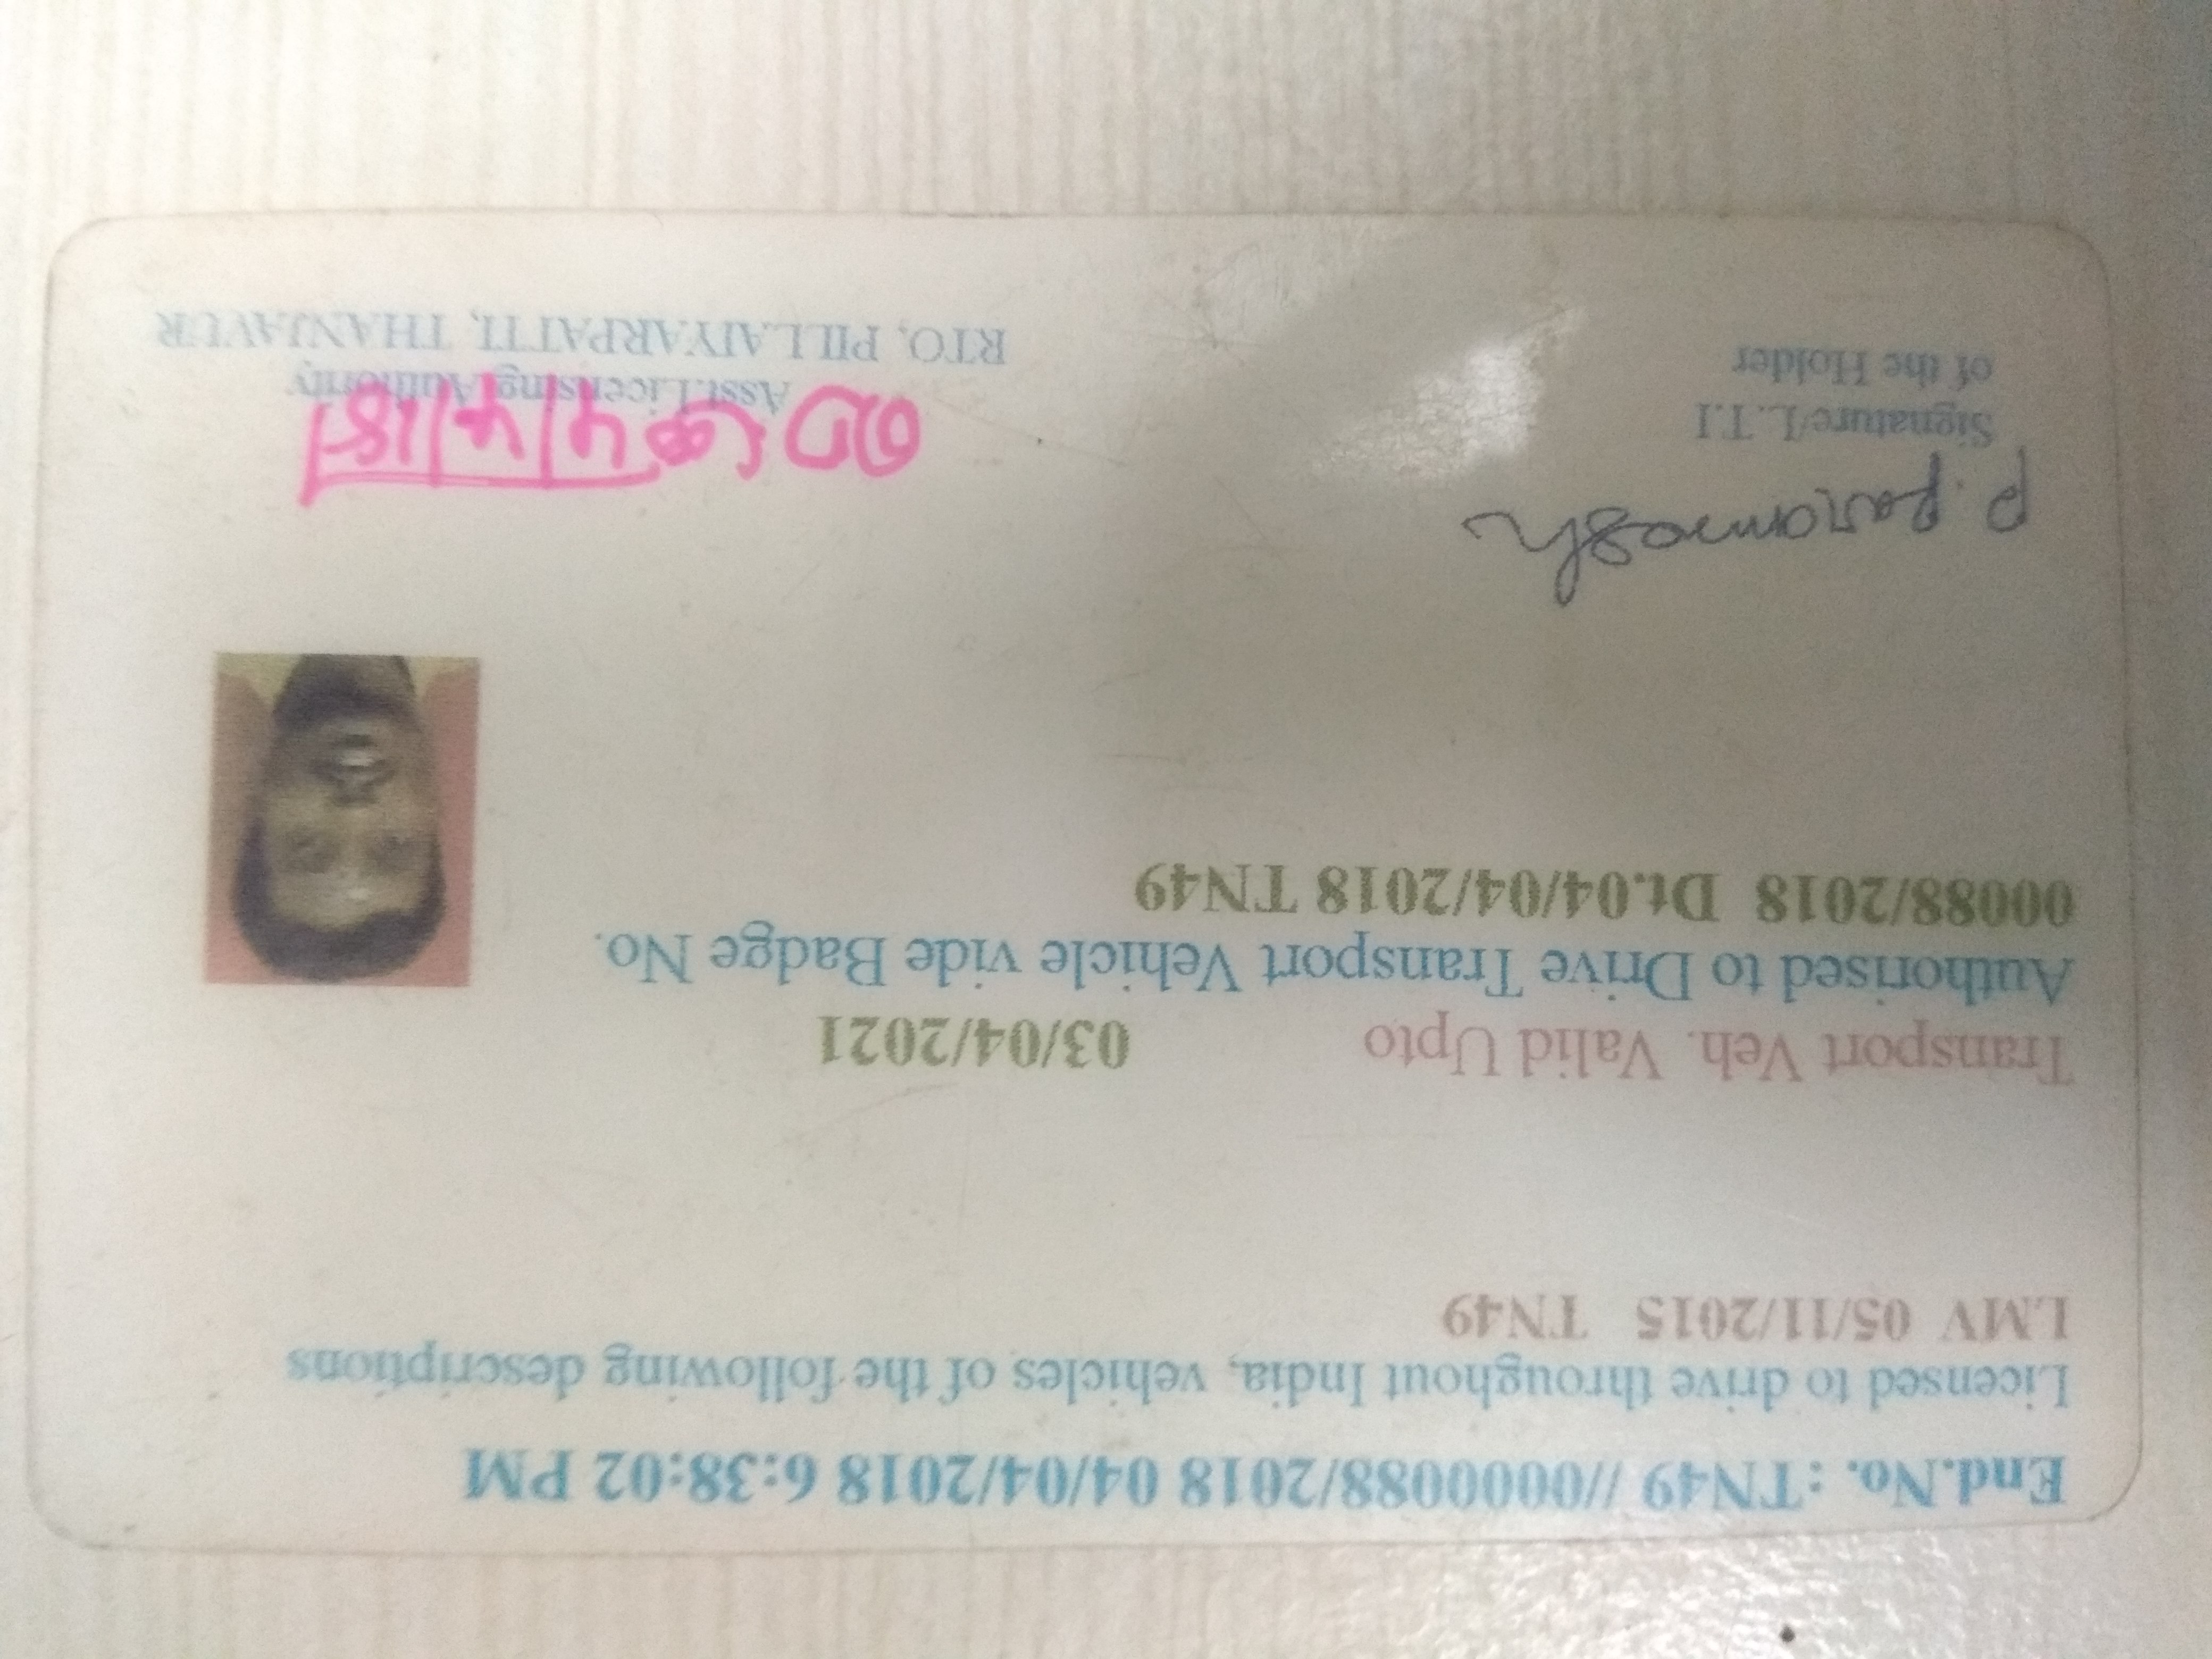 End.No. :TN49 //0000088/2018 04/04/2018 6:38:02 PM
Licensed to drive throughout India, vehicles of the following descriptions
LMV 05/11/2015 TN49
Transport Veh. Valid Upto 03/04/2021
Authorised to Drive Transport Vehicle vide Badge No.
00088/2018 Dt.04/04/2018 TN49
P.
Signature/L.T.I
of the Holder
4/4/18
Asst.Licensing Authority
RTO, PILLAIYARPATTI, THANJAVUR